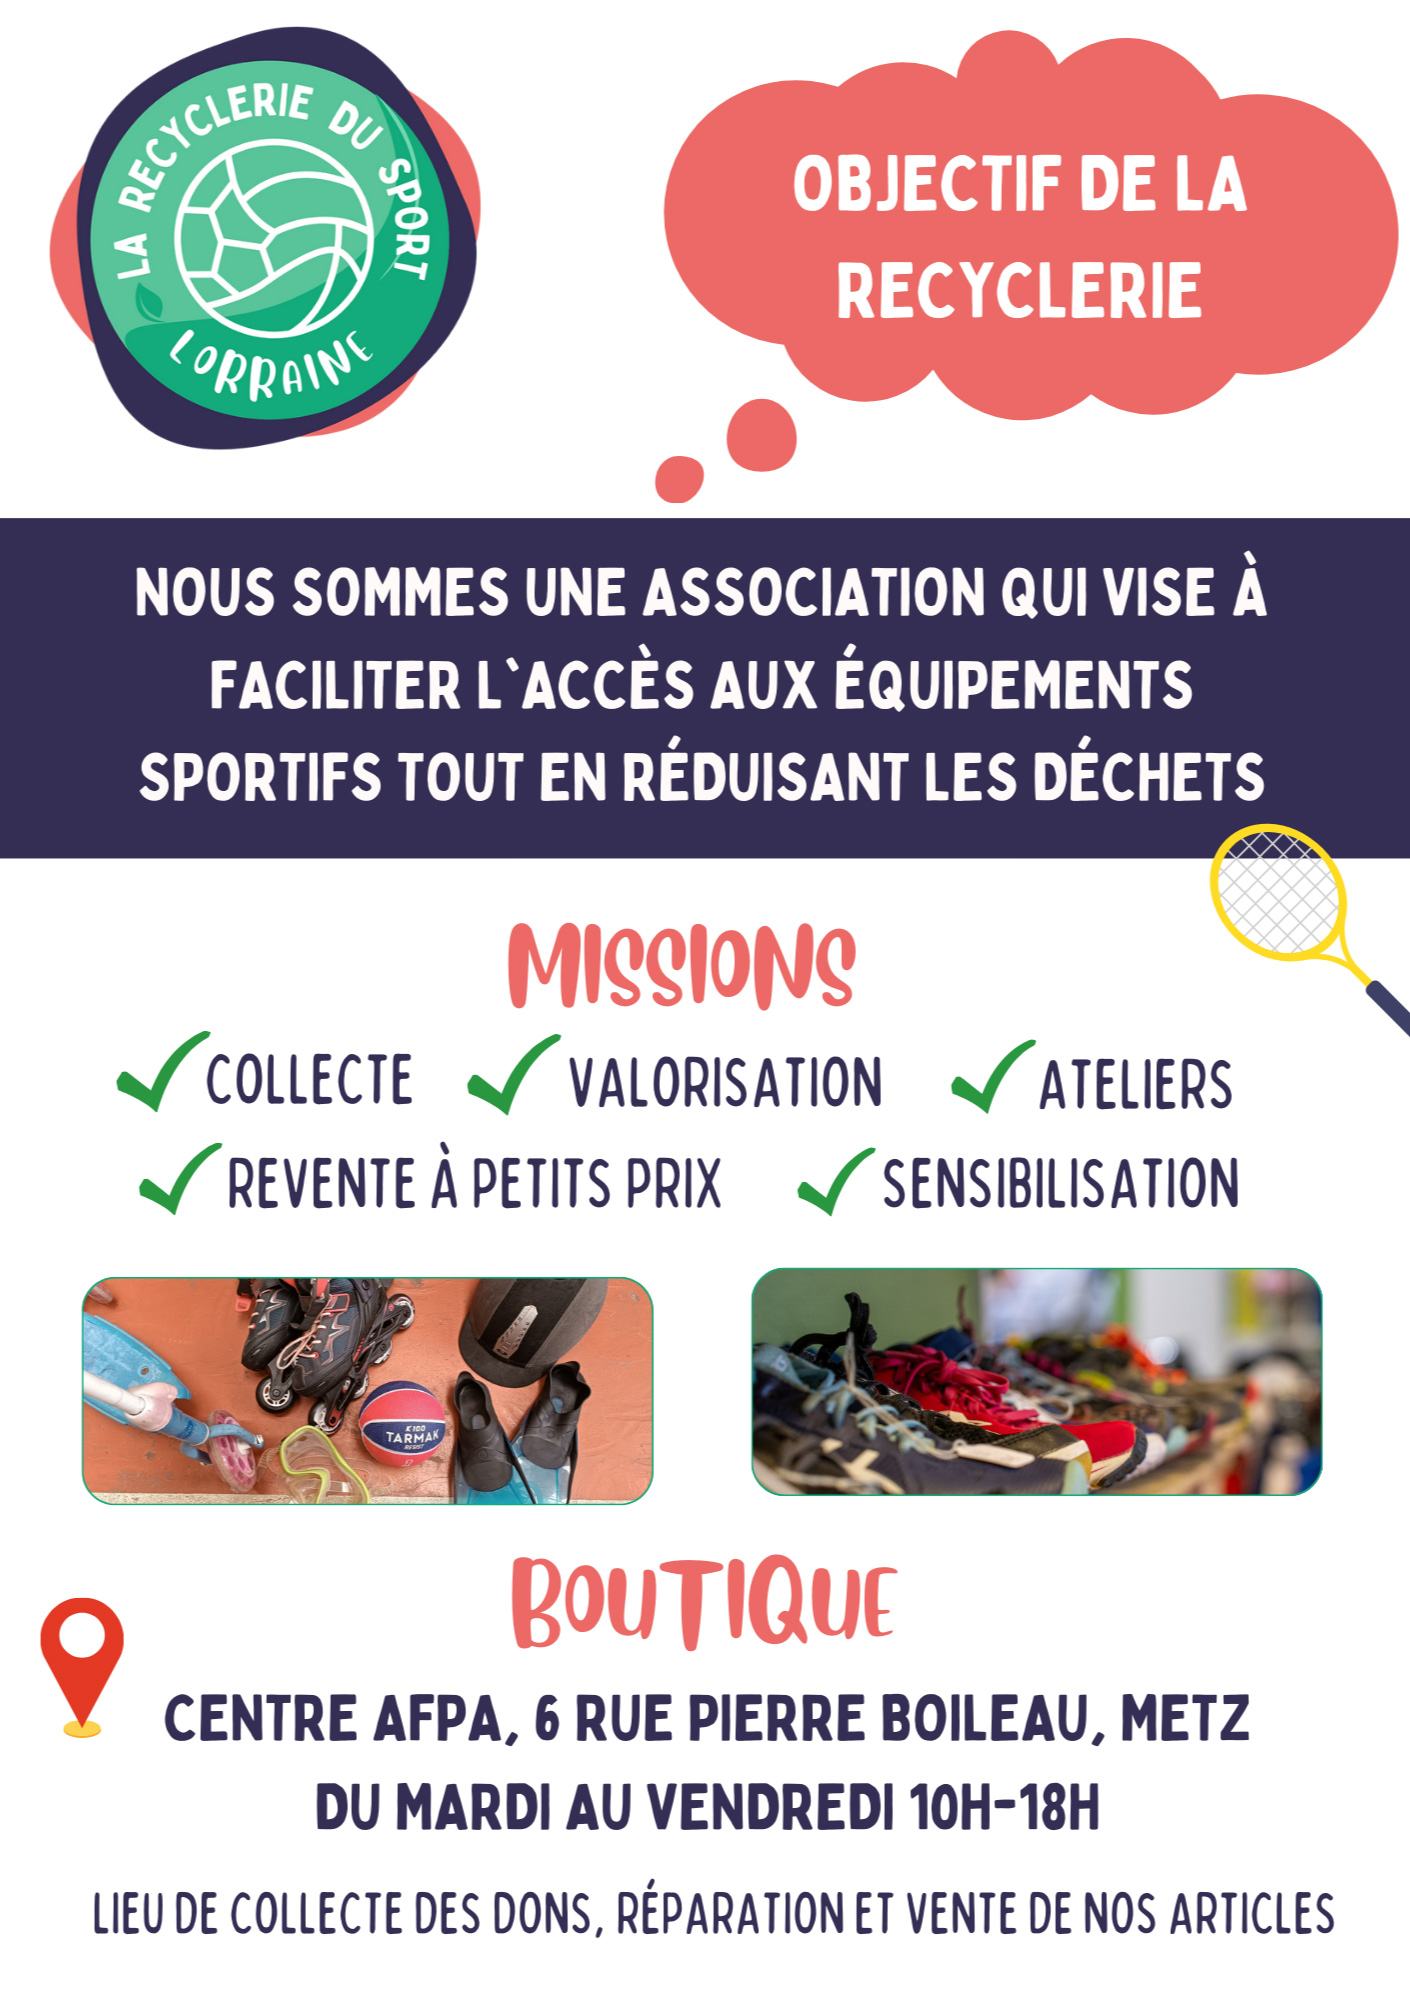 LA RECYCLERIE DU SPORT
LORRAINE
OBJECTIF DE LA
RECYCLERIE
NOUS SOMMES UNE ASSOCIATION QUI VISE À
FACILITER L`ACCÈS AUX ÉQUIPEMENTS
SPORTIFS TOUT EN RÉDUISANT LES DÉCHETS
MISSIONS
COLLECTE
VALORISATION
ATELIERS
REVENTE À PETITS PRIX
SENSIBILISATION
K100
TARMAK
RESIST
BOUTIQUE
CENTRE AFPA, 6 RUE PIERRE BOILEAU, METZ
DU MARDI AU VENDREDI 10H-18H
LIEU DE COLLECTE DES DONS, RÉPARATION ET VENTE DE NOS ARTICLES